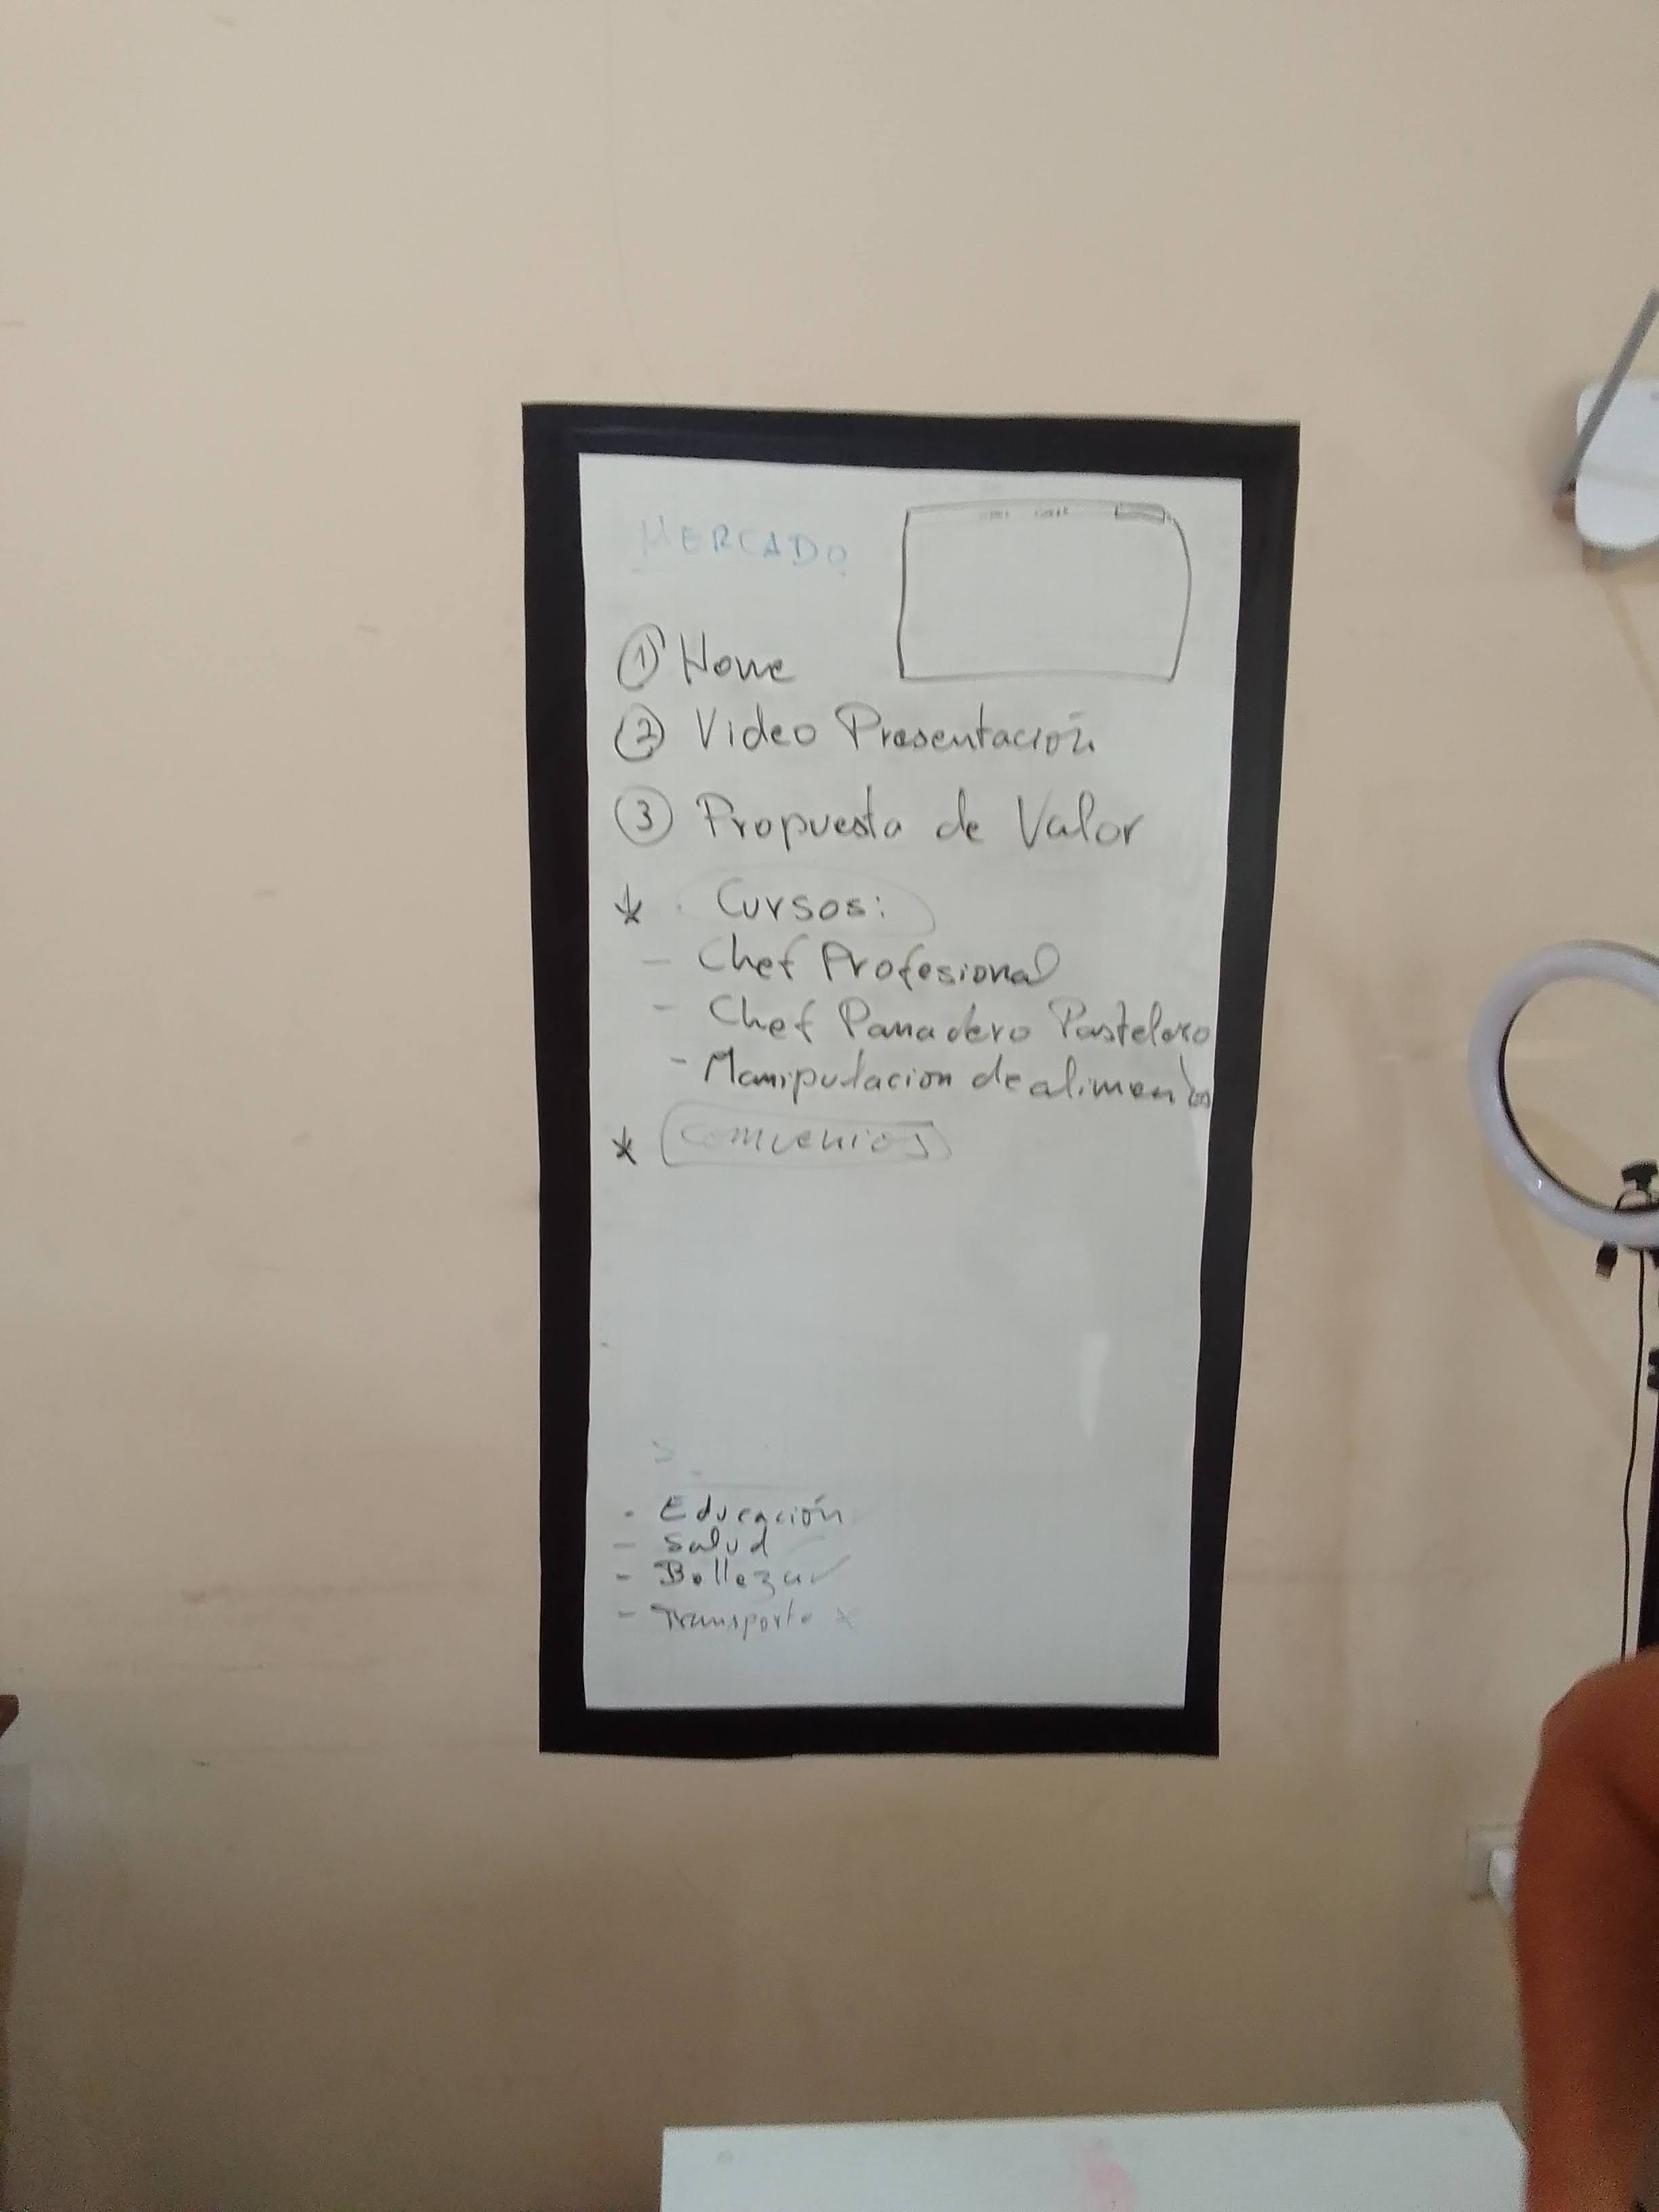 MERCADO
① Home
② Video Presentación
③ Propuesta de Valor
* Cursos:
- Chef Profesional
- Chef Panadero Pastelero
- Manipulacion de alimentos
* Convenios
- Educación
- Salud
- Belleza ✓
- Transporte x